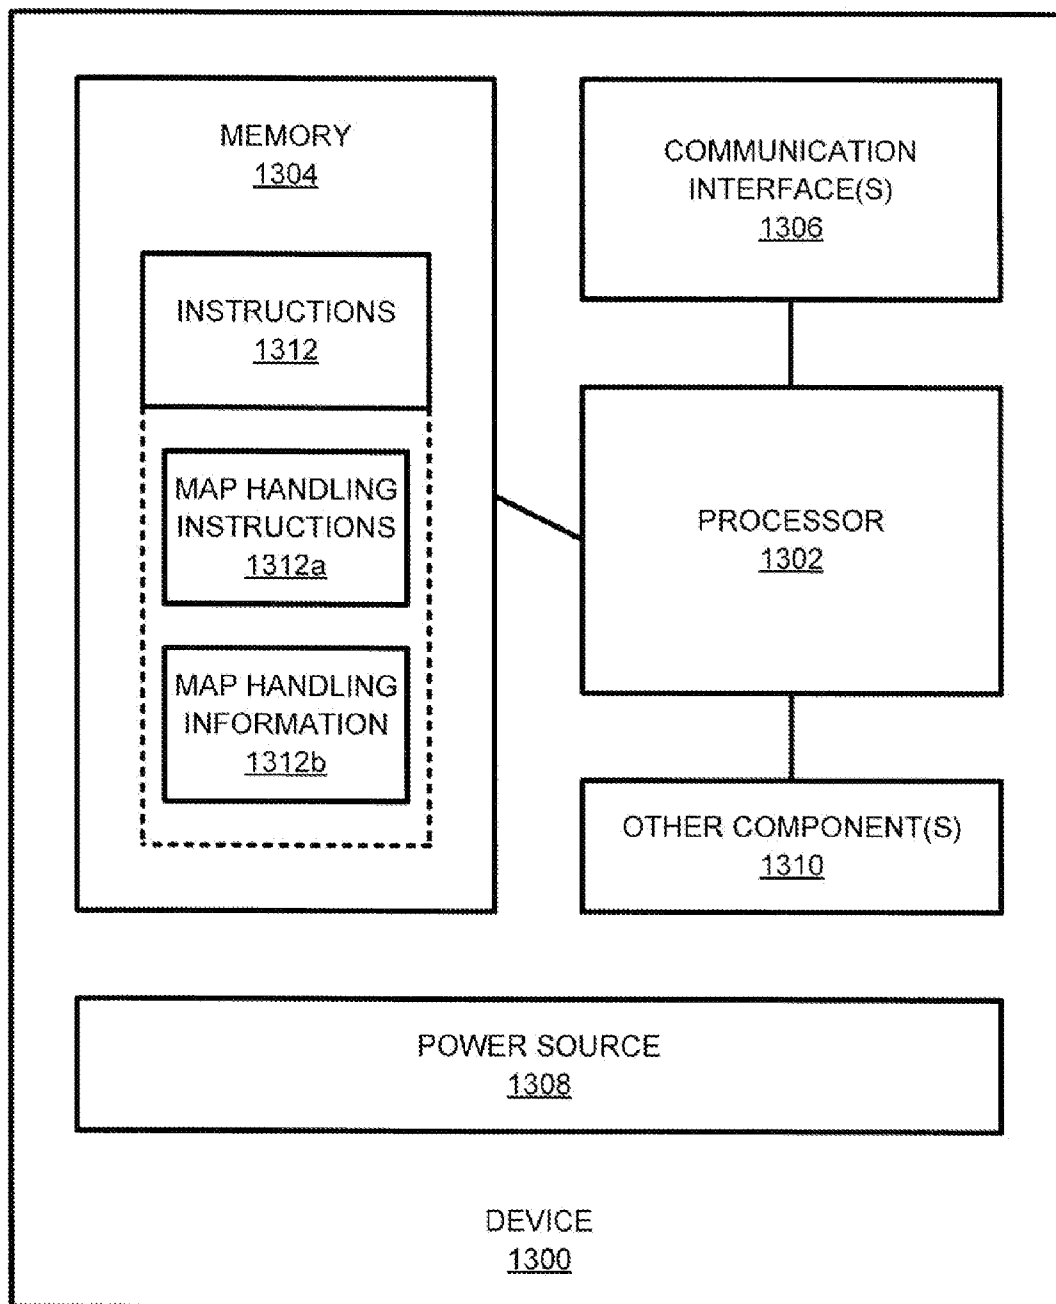 MEMORY
1304
INSTRUCTIONS
1312
MAP HANDLING
INSTRUCTIONS
1312a
MAP HANDLING
INFORMATION
1312b
COMMUNICATION
INTERFACE(S)
1306
PROCESSOR
1302
OTHER COMPONENT(S)
1310
POWER SOURCE
1308
DEVICE
1300